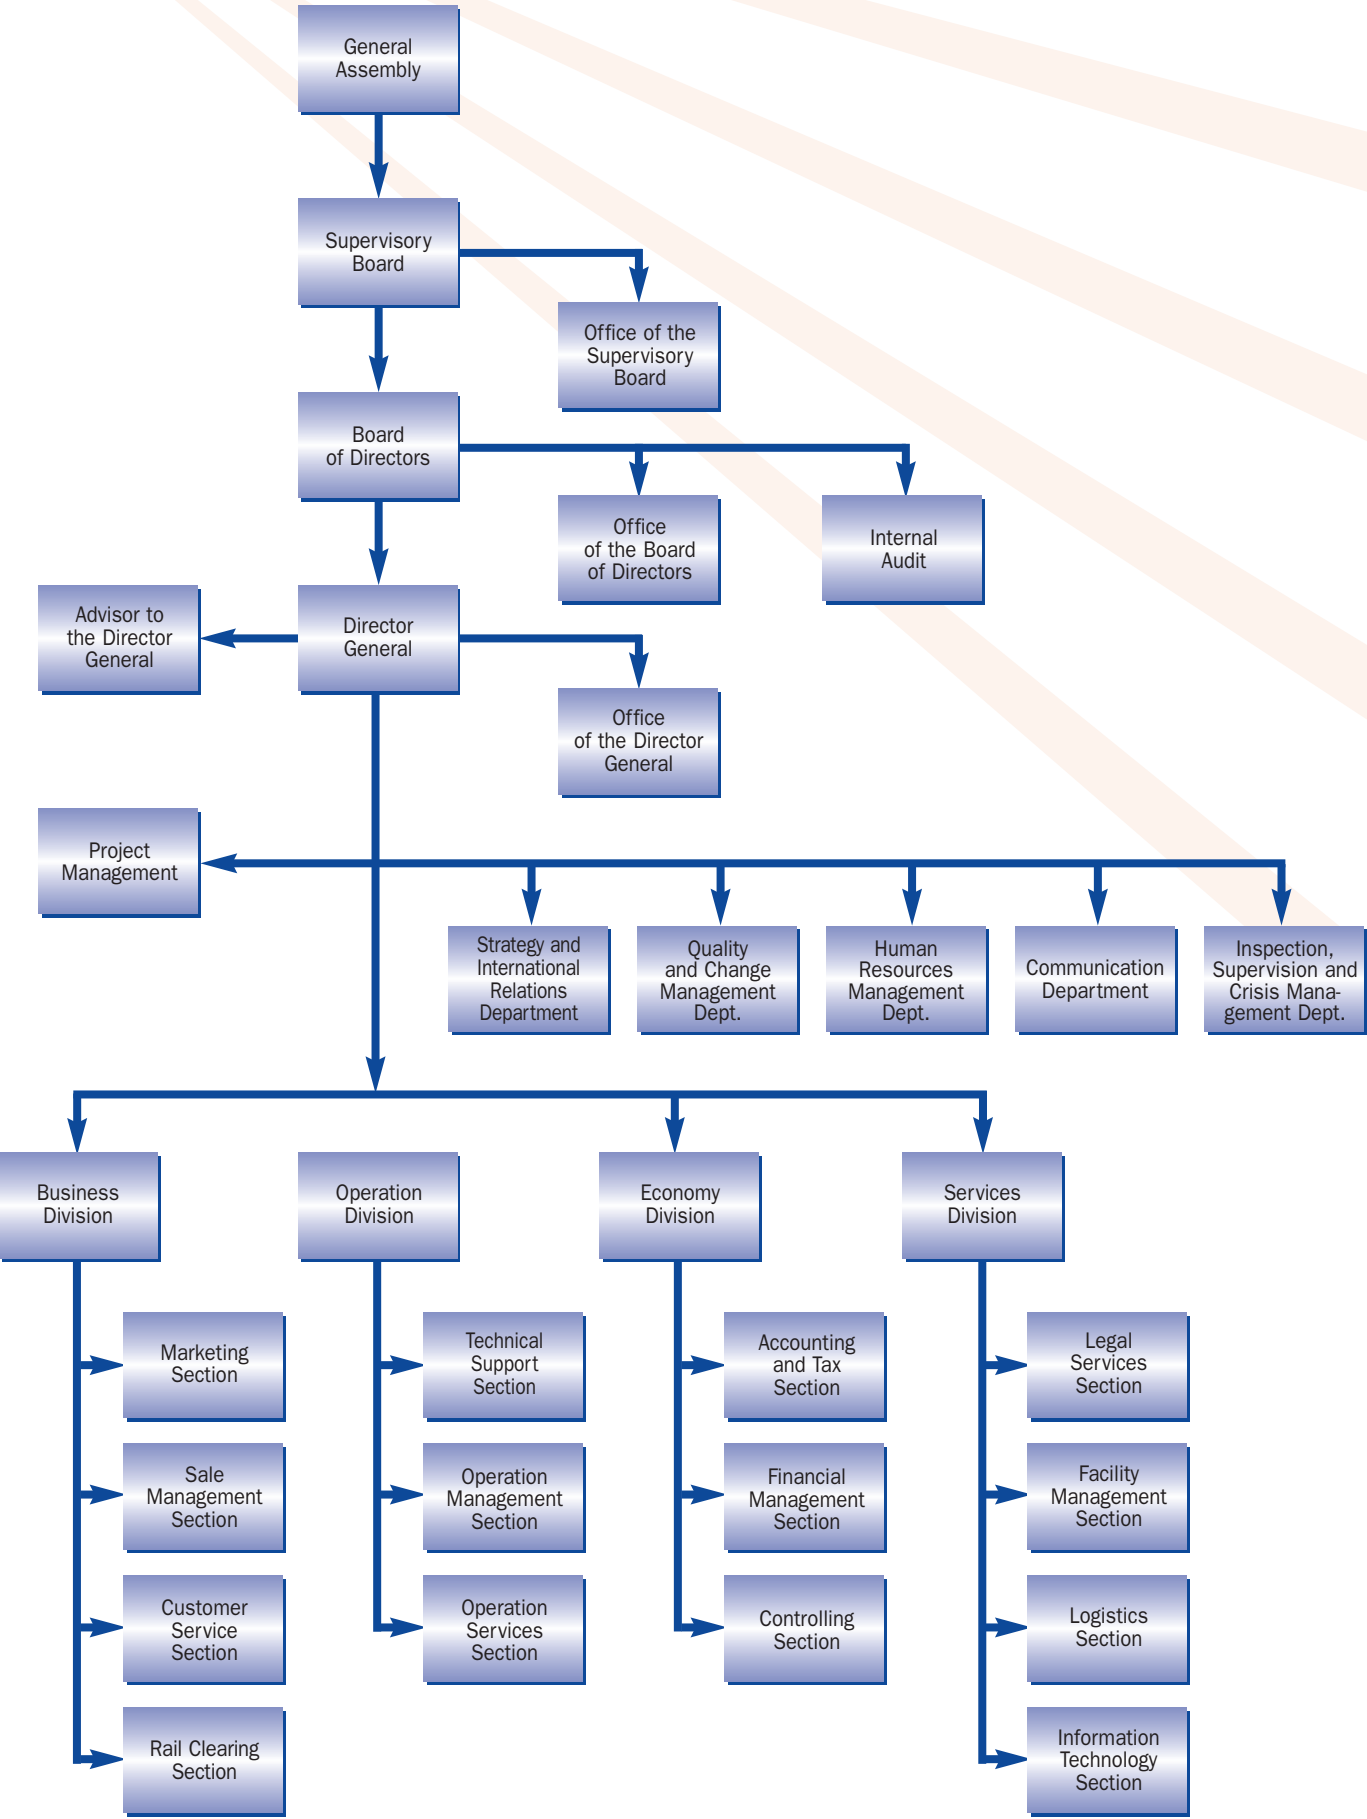 General
Assembly
Supervisory
Board
Office of the
Supervisory
Board
Board
of Directors
Office
of the Board
of Directors
Internal
Audit
Advisor to
the Director
General
Director
General
Office
of the Director
General
Project
Management
Strategy and
International
Relations
Department
Quality
and Change
Management
Dept.
Human
Resources
Management
Dept.
Communication
Department
Inspection,
Supervision and
Crisis Mana-
gement Dept.
Business
Division
Operation
Division
Economy
Division
Services
Division
Marketing
Section
Technical
Support
Section
Accounting
and Tax
Section
Legal
Services
Section
Sale
Management
Section
Operation
Management
Section
Financial
Management
Section
Facility
Management
Section
Customer
Service
Section
Operation
Services
Section
Controlling
Section
Logistics
Section
Rail Clearing
Section
Information
Technology
Section